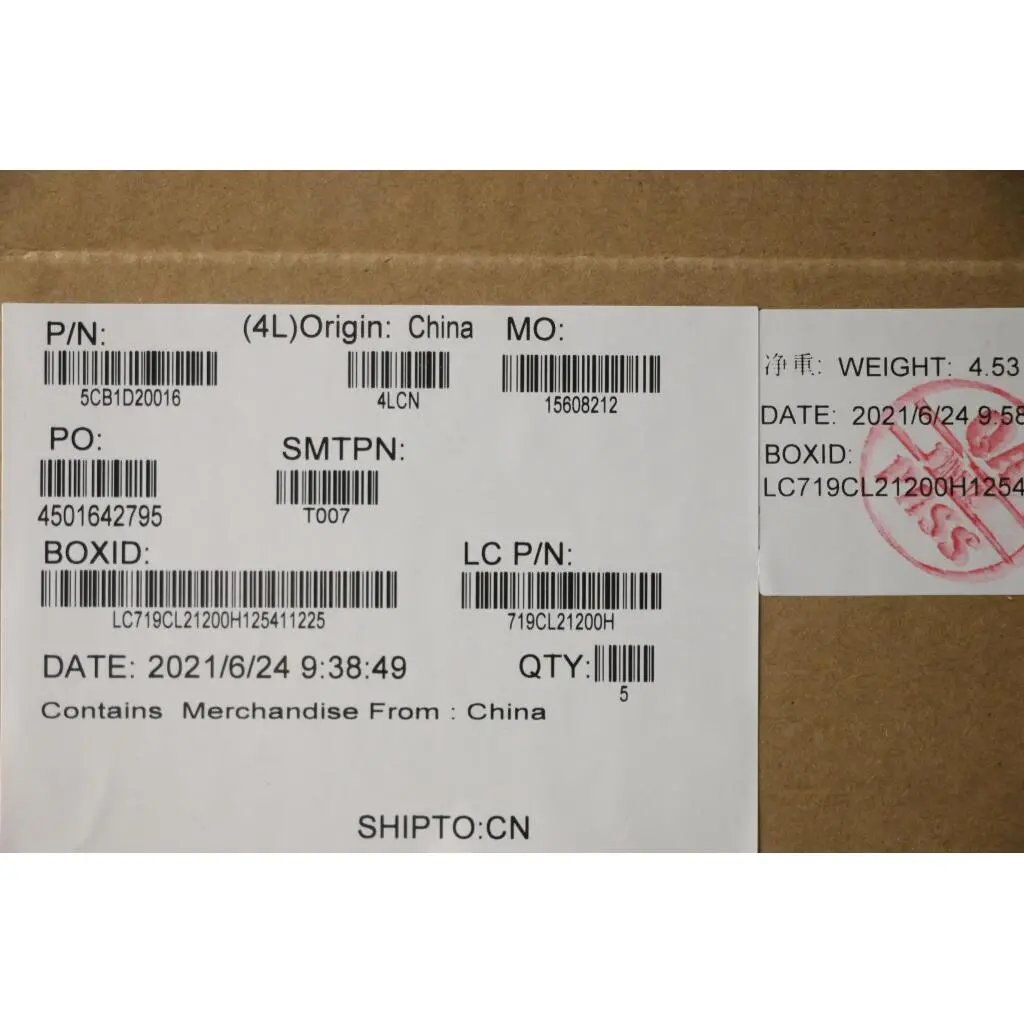 P/N: (4L)Origin: China MO:
5CB1D20016 4LCN 15608212
PO: SMTPN:
4501642795 T007
BOXID: LC P/N:
LC719CL21200H125411225 719CL21200H
DATE: 2021/6/24 9:38:49 QTY:
5
Contains Merchandise From : China
SHIPTO:CN
净重: WEIGHT: 4.53
DATE: 2021/6/24 9:58
BOXID:
LC719CL21200H1254